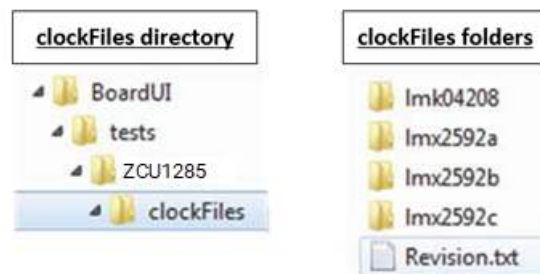 clockFiles directory
BoardUI
tests
ZCU1285
clockFiles
clockFiles folders
lmk04208
lmx2592a
lmx2592b
lmx2592c
Revision.txt